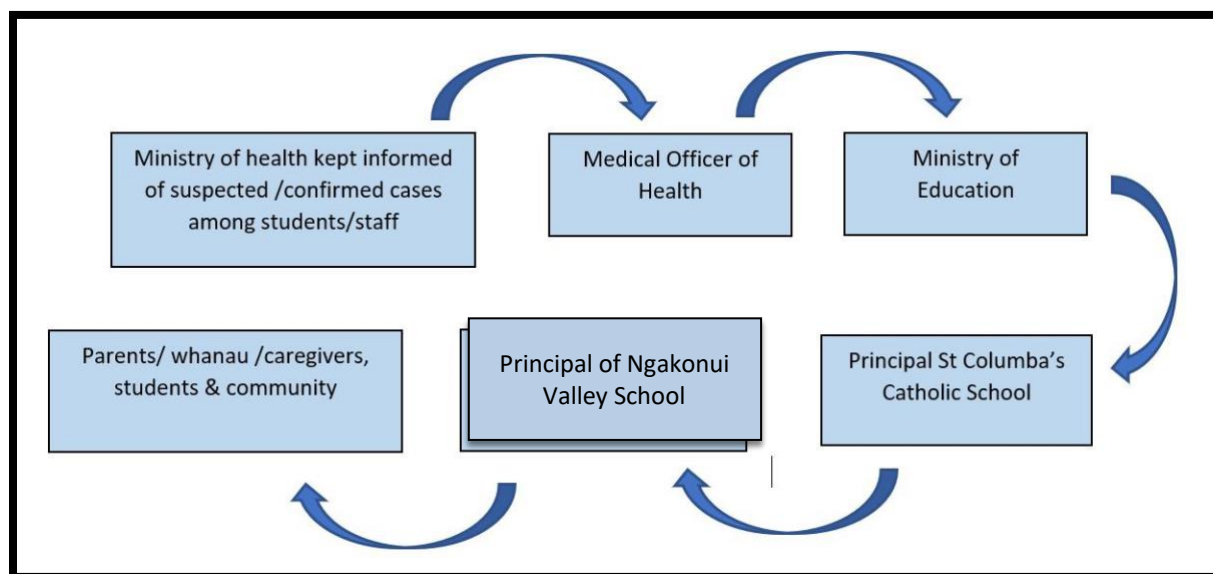 Ministry of health kept informed
of suspected /confirmed cases
among students/staff
Medical Officer of
Health
Ministry of
Education
Principal St Columba’s
Catholic School
Principal of Ngakonui
Valley School
Parents/ whanau /caregivers,
students & community